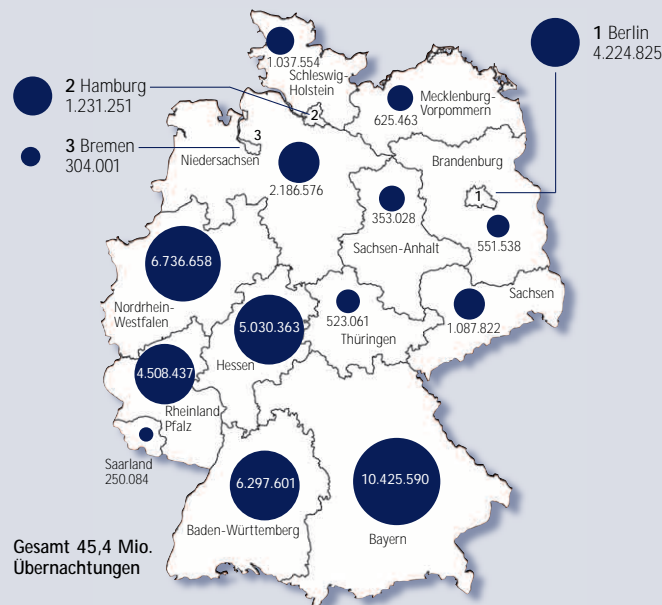 1 Berlin
4.224.825
1.037.554
Schleswig-
Holstein
2 Hamburg
1.231.251
2
Mecklenburg-
Vorpommern
625.463
3 Bremen
304.001
3
Niedersachsen
2.186.576
Brandenburg
1
551.538
353.028
Sachsen-Anhalt
6.736.658
Nordrhein-
Westfalen
5.030.363
Hessen
523.061
Thüringen
Sachsen
1.087.822
4.508.437
Rheinland
Pfalz
Saarland
250.084
6.297.601
Baden-Württemberg
10.425.590
Bayern
Gesamt 45,4 Mio.
Übernachtungen